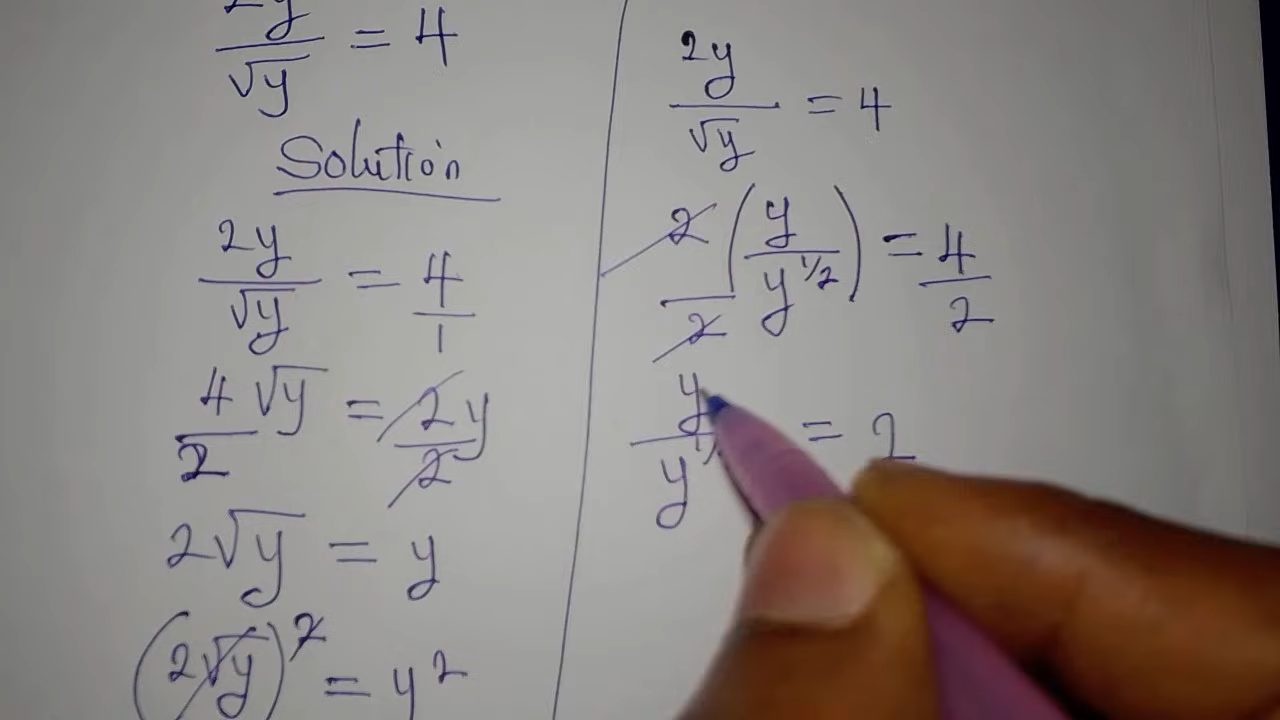 2y/√y = 4
Solution
2y/√y = 4/1
4√y/2 = 2y/2
2√y = y
(2√y)² = y²
2y/√y = 4
2/2 (y/y^1/2) = 4/2
y/y = 2